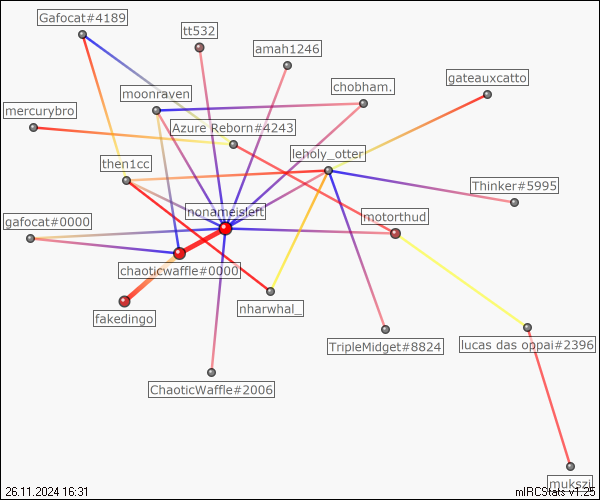 Gafocat#4189
tt532
amah1246
gateauxcatto
chobham.
moonraven
mercurybro
Azure Reborn#4243
leholy_otter
then1cc
Thinker#5995
nonameisleft
gafocat#0000
motorthud
chaoticwaffle#0000
nharwhal_
fakedingo
TripleMidget#8824
lucas das oppai#2396
ChaoticWaffle#2006
mukszi
26.11.2024 16:31
mIRCStats v1.25